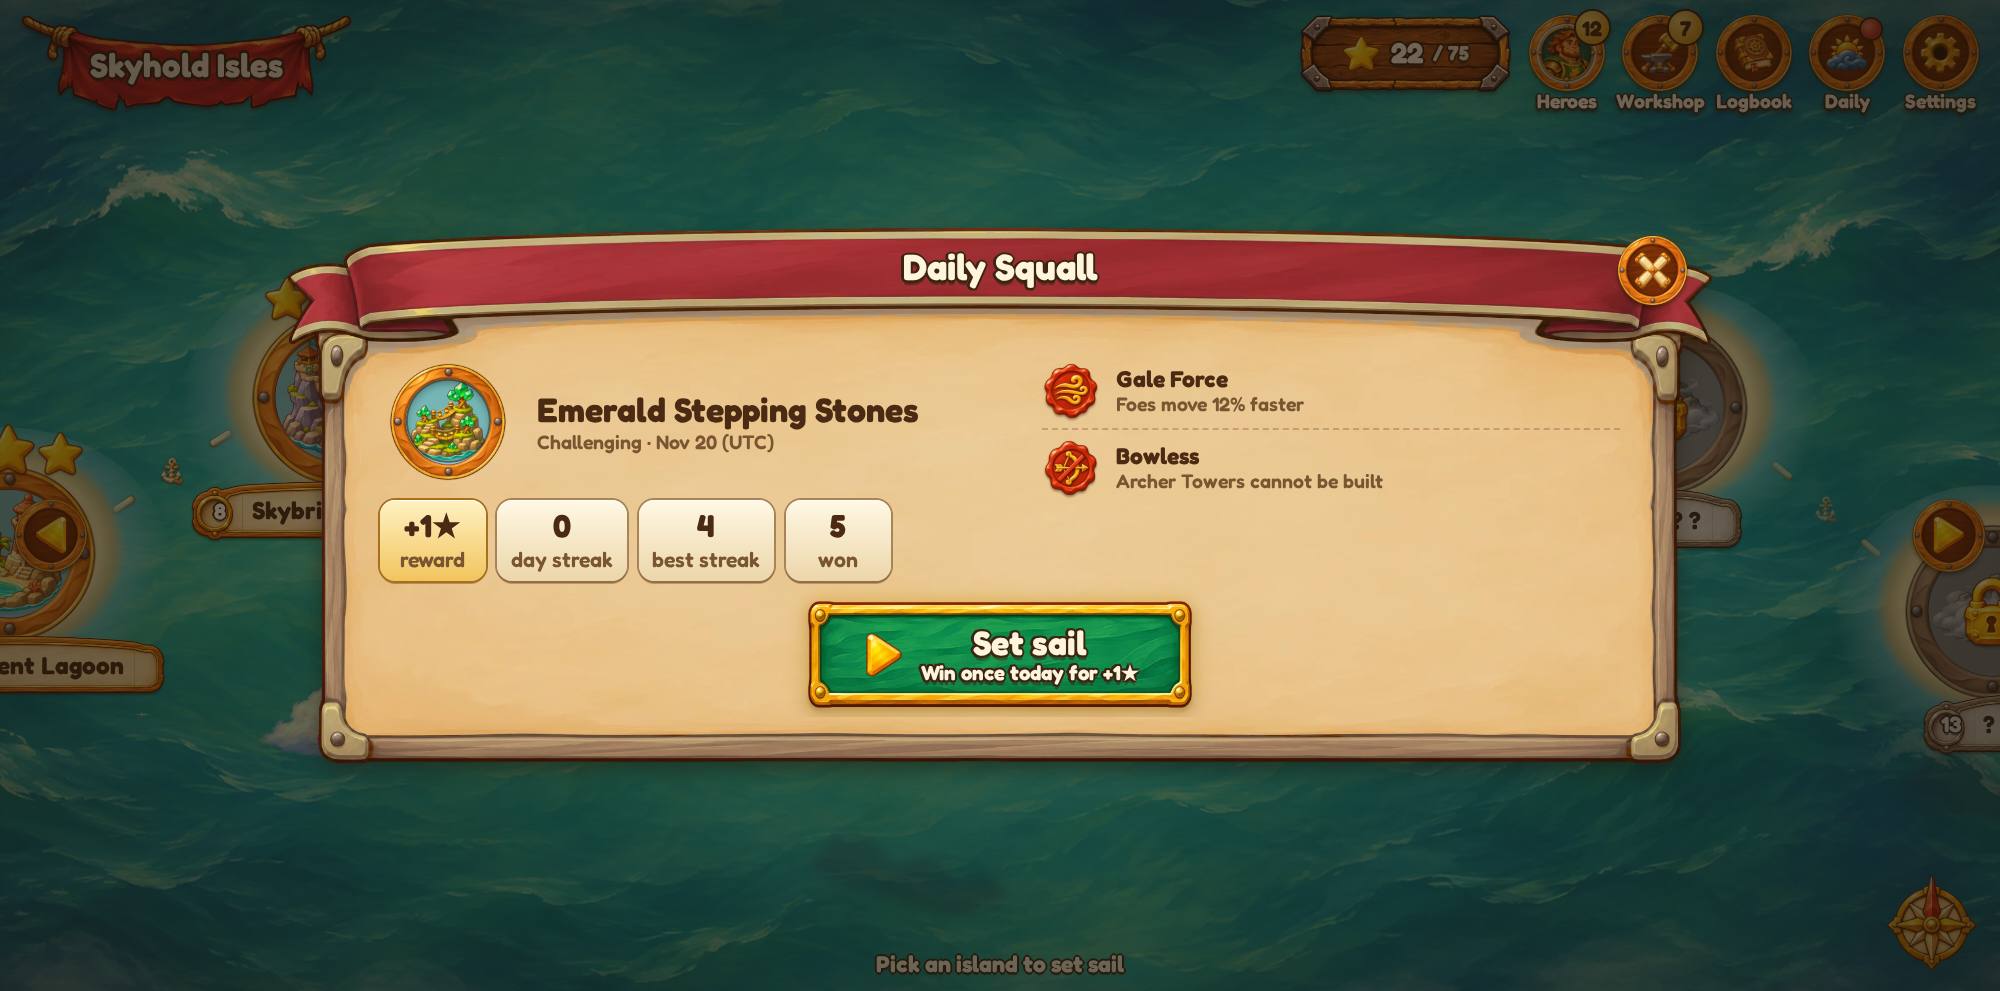 Skyhold Isles
22 / 75
12
7
Heroes
Workshop
Logbook
Daily
Settings
Daily Squall
Emerald Stepping Stones
Challenging · Nov 20 (UTC)
Gale Force
Foes move 12% faster
Bowless
Archer Towers cannot be built
+1★
reward
0
day streak
4
best streak
5
won
Set sail
Win once today for +1★
8
Skybri
? ?
ent Lagoon
13 ?
Pick an island to set sail